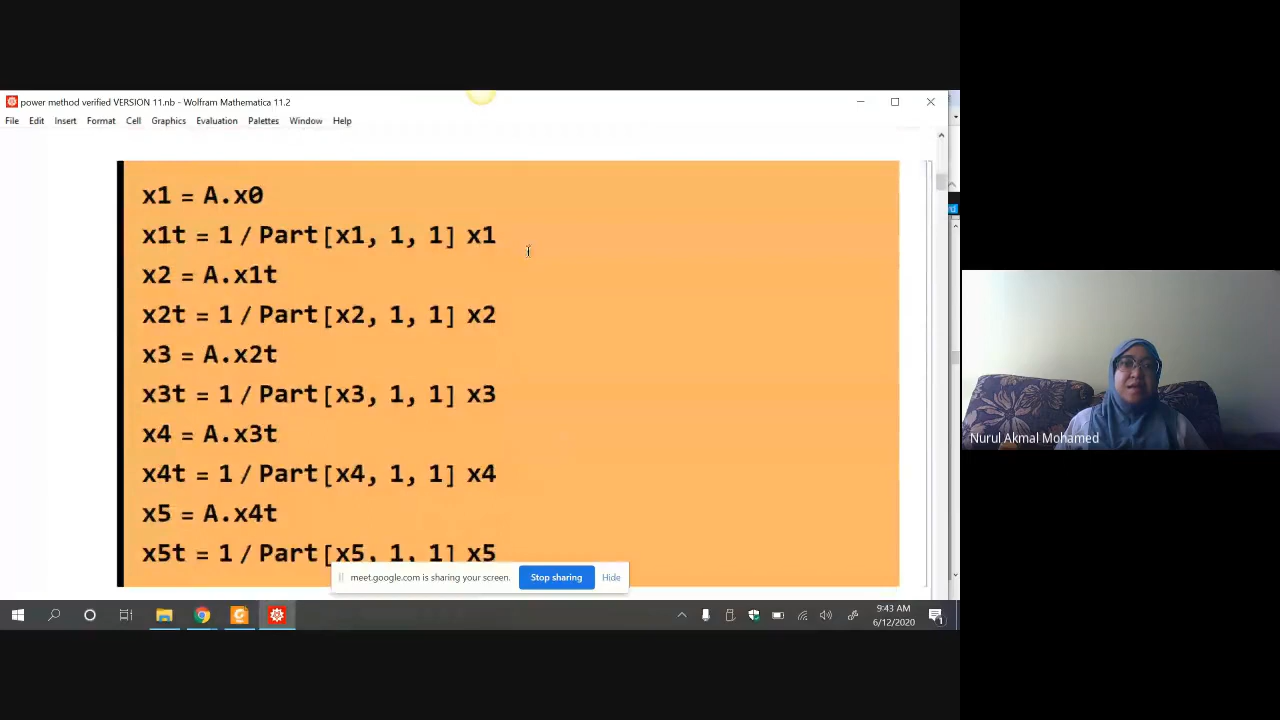 power method verified VERSION 11.nb - Wolfram Mathematica 11.2
File Edit Insert Format Cell Graphics Evaluation Palettes Window Help
x1 = A.x0
x1t = 1 / Part[x1, 1, 1] x1
x2 = A.x1t
x2t = 1 / Part[x2, 1, 1] x2
x3 = A.x2t
x3t = 1 / Part[x3, 1, 1] x3
x4 = A.x3t
x4t = 1 / Part[x4, 1, 1] x4
x5 = A.x4t
x5t = 1 / Part[x5, 1, 1] x5
meet.google.com is sharing your screen. Stop sharing Hide
9:43 AM
6/12/2020
1
Nurul Akmal Mohamed